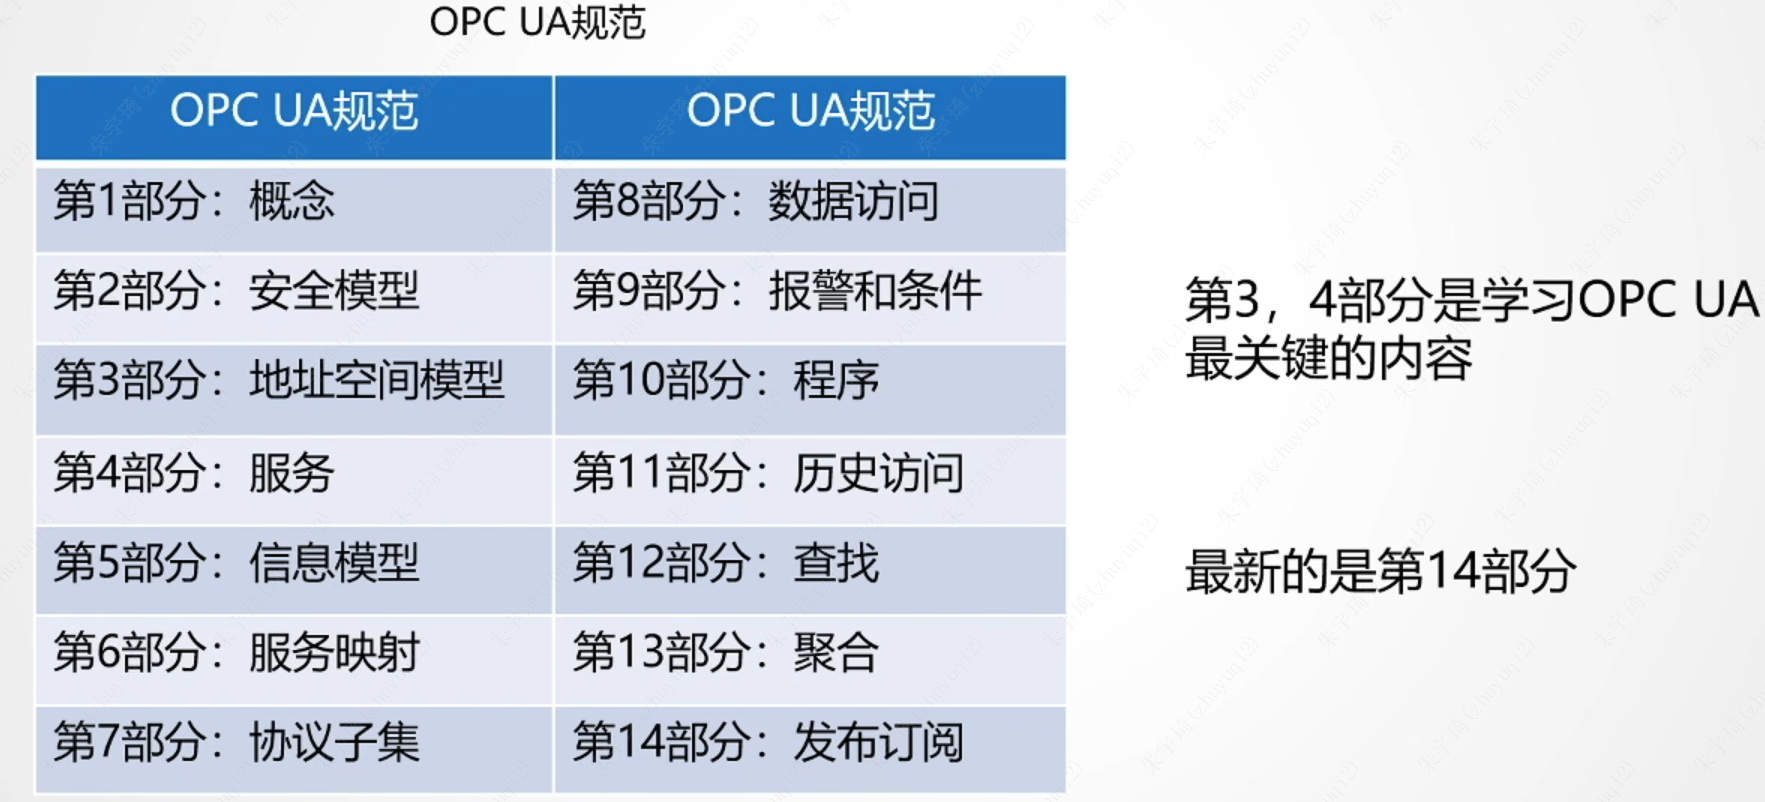 OPC UA规范
OPC UA规范
OPC UA规范
第1部分：概念
第8部分：数据访问
第2部分：安全模型
第9部分：报警和条件
第3部分：地址空间模型
第10部分：程序
第4部分：服务
第11部分：历史访问
第5部分：信息模型
第12部分：查找
第6部分：服务映射
第13部分：聚合
第7部分：协议子集
第14部分：发布订阅
第3，4部分是学习OPC UA
最关键的内容
最新的是第14部分
朱宇琦(zhuyuqi2)